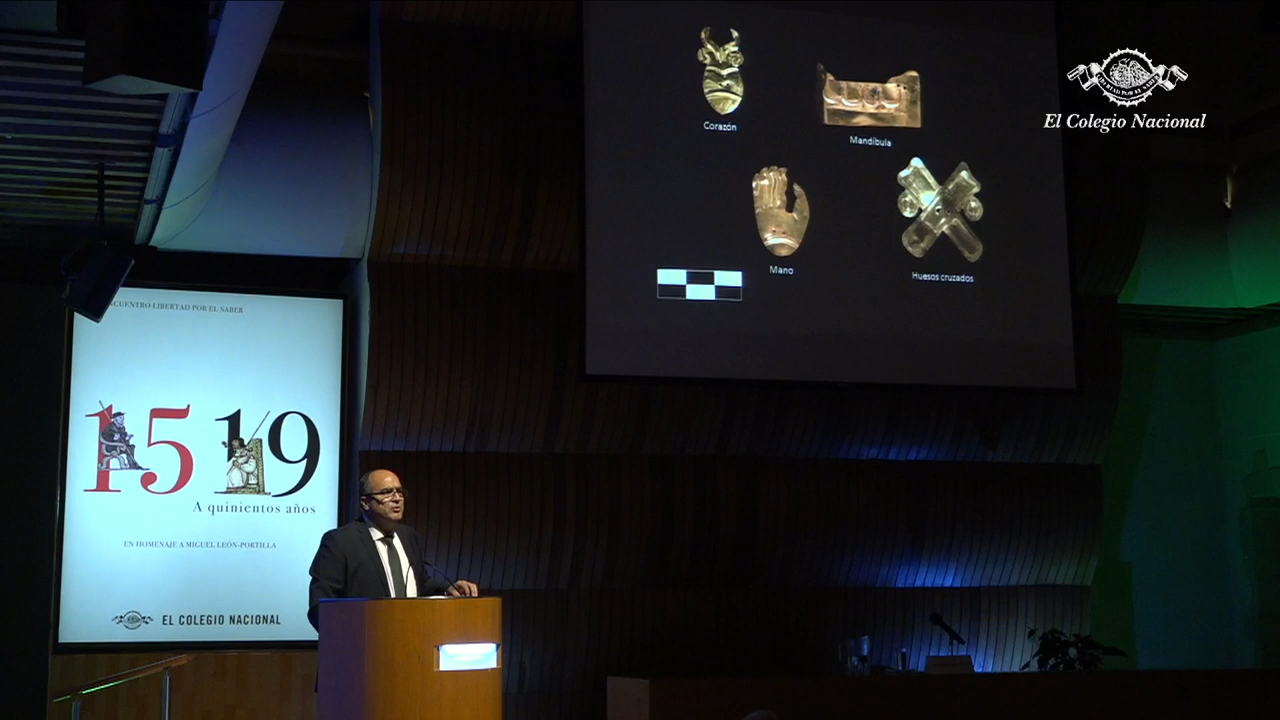 Corazón
Mandíbula
Mano
Huesos cruzados
El Colegio Nacional
CUENTRO LIBERTAD POR EL SABER
1519
A quinientos años
EN HOMENAJE A MIGUEL LEÓN-PORTILLA
EL COLEGIO NACIONAL